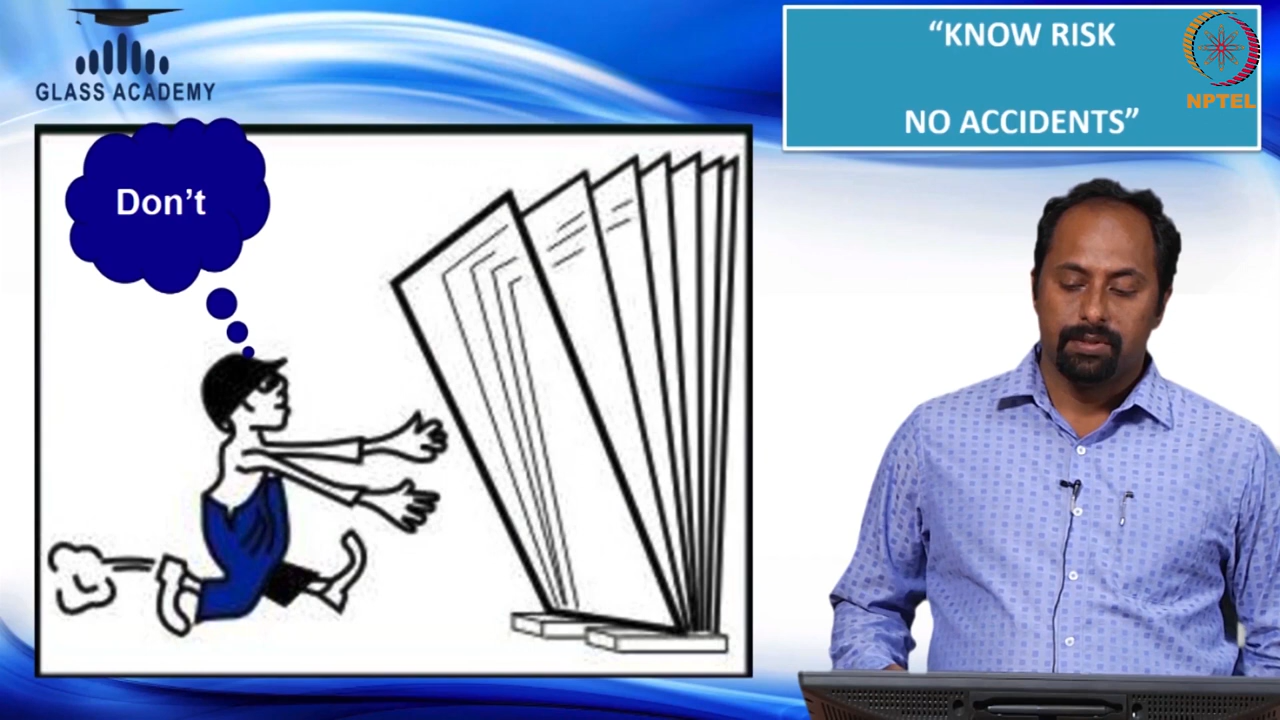 GLASS ACADEMY
“KNOW RISK
NO ACCIDENTS”
NPTEL
Don’t